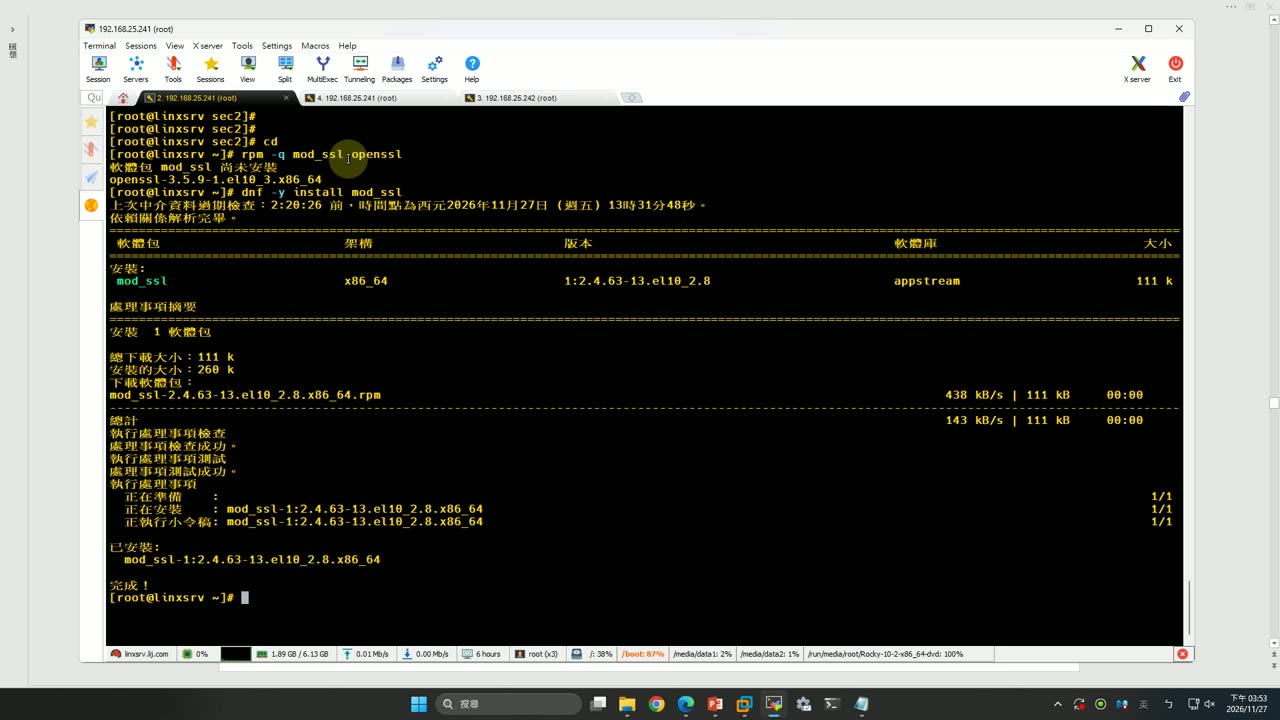 192.168.25.241 (root)
Terminal Sessions View X server Tools Settings Macros Help
Session Servers Tools Sessions View Split MultiExec Tunneling Packages Settings Help X server Exit
Qu 2. 192.168.25.241 (root) 4. 192.168.25.241 (root) 3. 192.168.25.242 (root)
[root@linxsrv sec2]#
[root@linxsrv sec2]#
[root@linxsrv sec2]# cd
[root@linxsrv ~]# rpm -q mod_ssl openssl
軟體包 mod_ssl 尚未安裝
openssl-3.5.9-1.el10_3.x86_64
[root@linxsrv ~]# dnf -y install mod_ssl
上次中介資料過期檢查：2:20:26 前，時間點為西元2026年11月27日 (週五) 13時31分48秒。
依賴關係解析完畢。
軟體包 架構 版本 軟體庫 大小
安裝:
mod_ssl x86_64 1:2.4.63-13.el10_2.8 appstream 111 k
處理事項摘要
安裝 1 軟體包
總下載大小：111 k
安裝的大小：260 k
下載軟體包：
mod_ssl-2.4.63-13.el10_2.8.x86_64.rpm 438 kB/s | 111 kB 00:00
總計 143 kB/s | 111 kB 00:00
執行處理事項檢查
處理事項檢查成功。
執行處理事項測試
處理事項測試成功。
執行處理事項
正在準備 : 1/1
正在安裝 : mod_ssl-1:2.4.63-13.el10_2.8.x86_64 1/1
正執行小令稿: mod_ssl-1:2.4.63-13.el10_2.8.x86_64 1/1
已安裝:
mod_ssl-1:2.4.63-13.el10_2.8.x86_64
完成！
[root@linxsrv ~]#
linxsrv.lij.com 0% 1.89 GB / 6.13 GB 0.01 Mb/s 0.00 Mb/s 6 hours root (x3) /: 38% /boot: 87% /media/data1: 2% /media/data2: 1% /run/media/root/Rocky-10-2-x86_64-dvd: 100%
搜尋 英 下午 03:53
2026/11/27